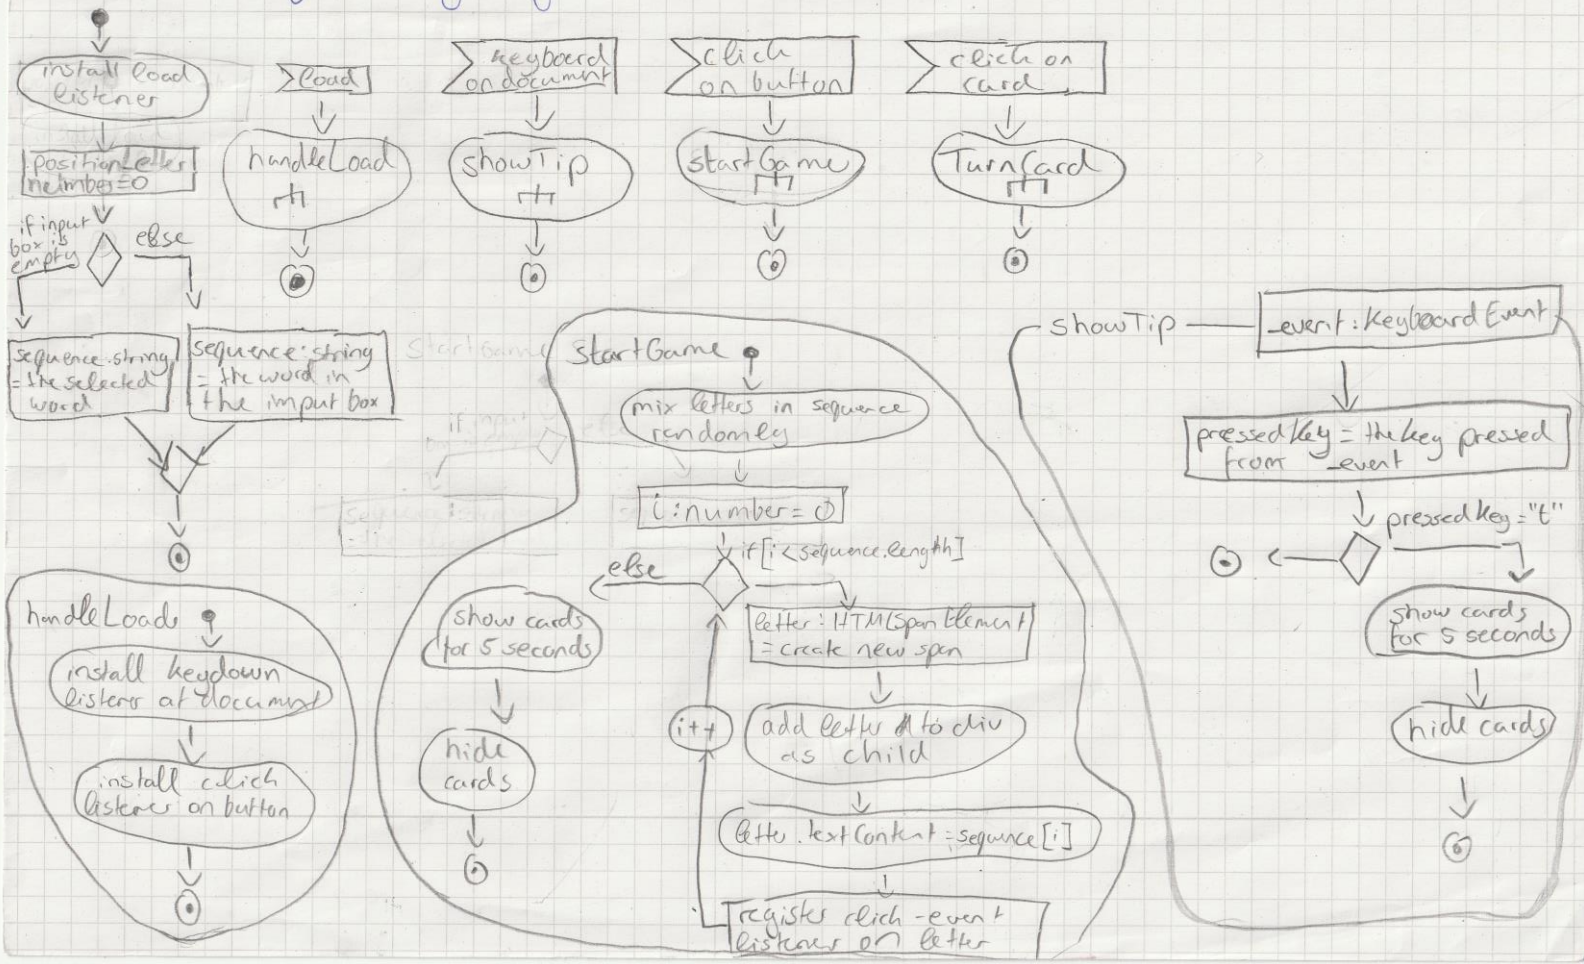 install load
listener
positionLetter
number=0
if input
box is
empty
else
sequence:string
= the selected
word
sequence:string
= the word in
the imput box
load
handleLoad
keyboard
on document
showTip
click
on button
startGame
click on
card
TurnCard
handleLoad
install keydown
listener at document
install click
listener on button
startGame
mix letters in sequence
randomly
i:number=0
if[i<sequence.length]
else
show cards
for 5 seconds
hide
cards
letter:HTMLSpanElement
=create new span
add letter to div
as child
letter.textContent=sequence[i]
register click-event
listener on letter
i++
showTip
_event:KeyboardEvent
pressedKey=the key pressed
from _event
pressedKey="t"
show cards
for 5 seconds
hide cards
StartGame
if input